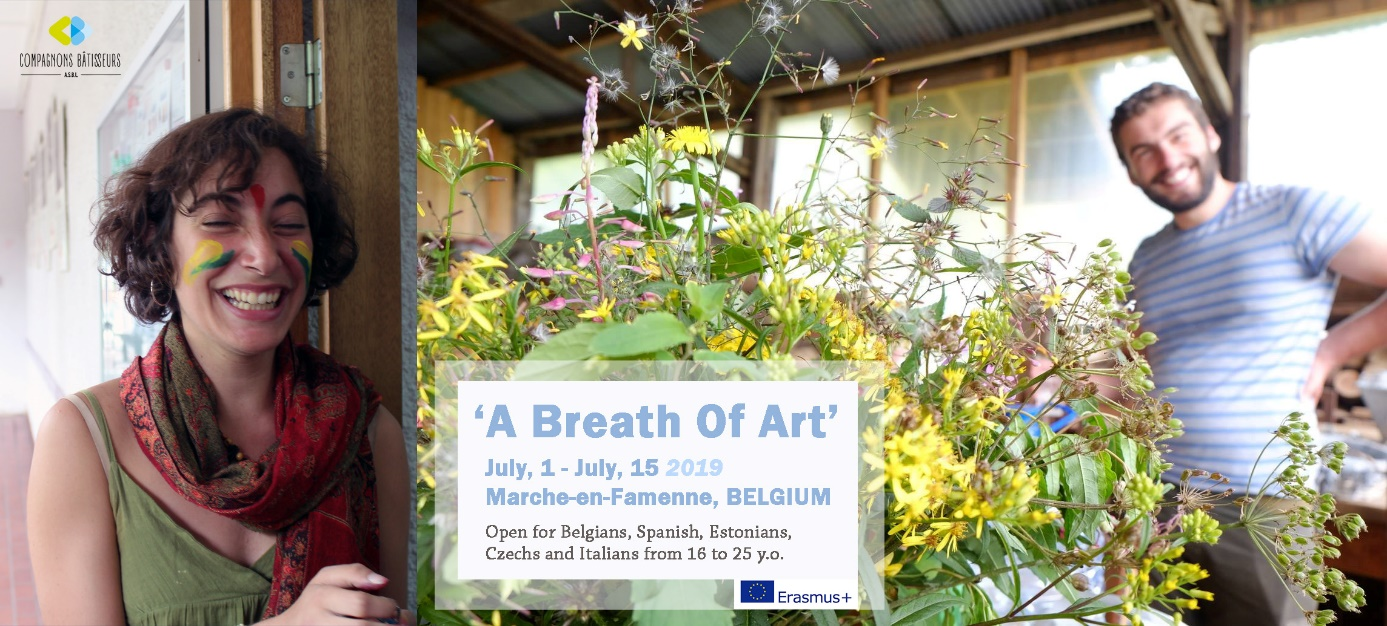 COMPAGNONS BÂTISSEURS
A.S.B.L
‘A Breath Of Art’
July, 1 - July, 15 2019
Marche-en-Famenne, BELGIUM
Open for Belgians, Spanish, Estonians,
Czechs and Italians from 16 to 25 y.o.
Erasmus+